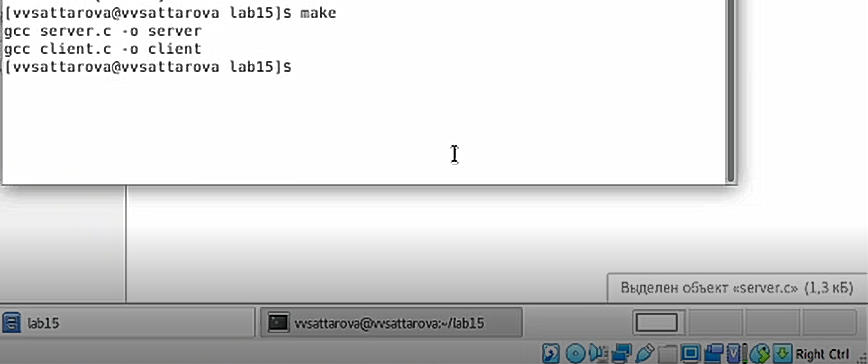 [vvsattarova@vvsattarova lab15]$ make
gcc server.c -o server
gcc client.c -o client
[vvsattarova@vvsattarova lab15]$
Выделен объект «server.c» (1,3 кБ)
lab15
vvsattarova@vvsattarova:~/lab15
Right Ctrl